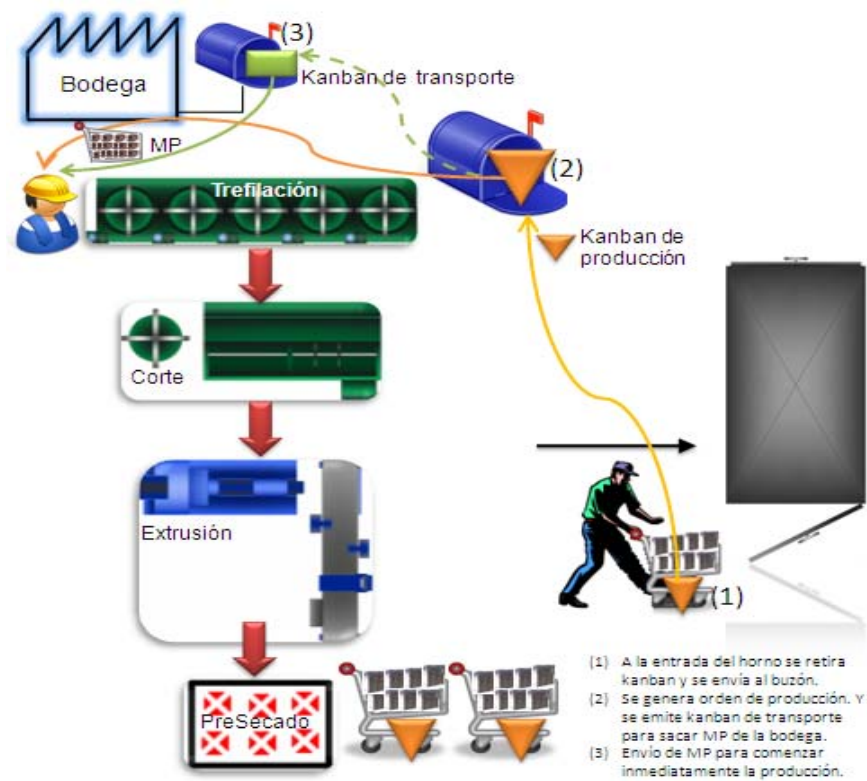 (3)
Bodega
Kanban de transporte
MP
(2)
Trefilación
Kanban de
producción
Corte
Extrusión
(1)
PreSecado
(1) A la entrada del horno se retira
kanban y se envía al buzón.
(2) Se genera orden de producción. Y
se emite kanban de transporte
para sacar MP de la bodega.
(3) Envío de MP para comenzar
inmediatamente la producción.